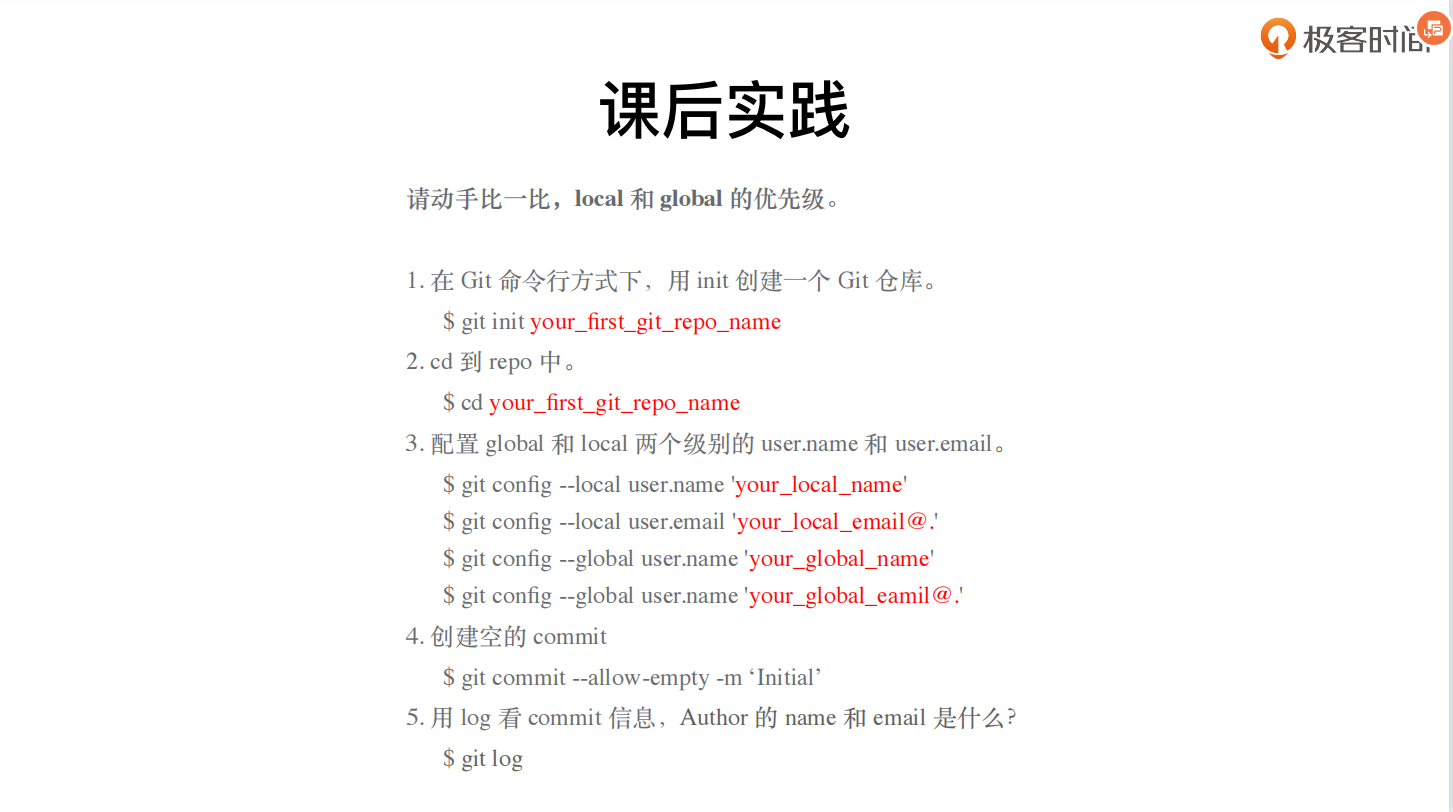 极客时间
课后实践
请动手比一比，local 和 global 的优先级。
1. 在 Git 命令行方式下，用 init 创建一个 Git 仓库。
$ git init your_first_git_repo_name
2. cd 到 repo 中。
$ cd your_first_git_repo_name
3. 配置 global 和 local 两个级别的 user.name 和 user.email。
$ git config --local user.name 'your_local_name'
$ git config --local user.email 'your_local_email@.'
$ git config --global user.name 'your_global_name'
$ git config --global user.name 'your_global_eamil@.'
4. 创建空的 commit
$ git commit --allow-empty -m ‘Initial’
5. 用 log 看 commit 信息，Author 的 name 和 email 是什么？
$ git log